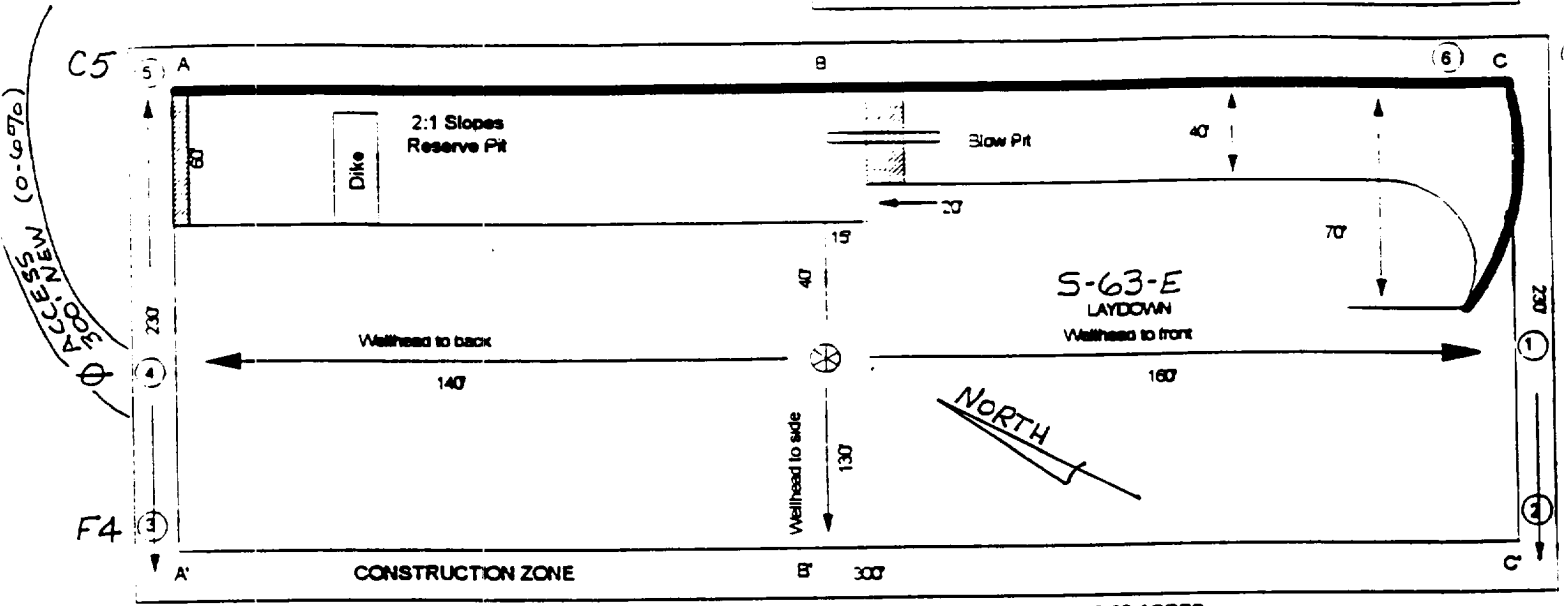 C5
5
A
B
6
C
2:1 Slopes
Reserve Pit
Dike
60'
Blow Pit
40'
20'
70'
15'
40'
ACCESS (0-6%)
300' NEW
230'
S-63-E
LAYDOWN
Wellhead to front
160'
Wellhead to back
140'
230'
1
4
NORTH
Wellhead to side
130'
F4
3
2
A'
CONSTRUCTION ZONE
B'
300'
C'